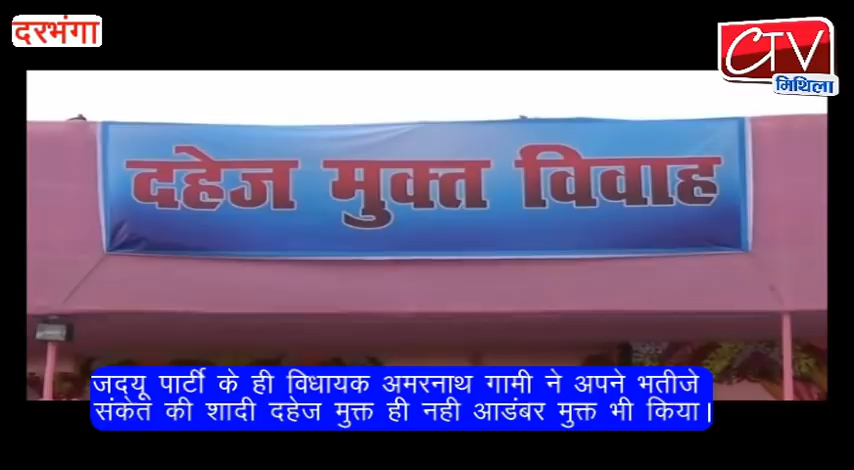 दरभंगा
CTV
मिथिला
दहेज मुक्त विवाह
जदयू पार्टी के ही विधायक अमरनाथ गामी ने अपने भतीजे
संकेत की शादी दहेज मुक्त ही नही आडंबर मुक्त भी किया।